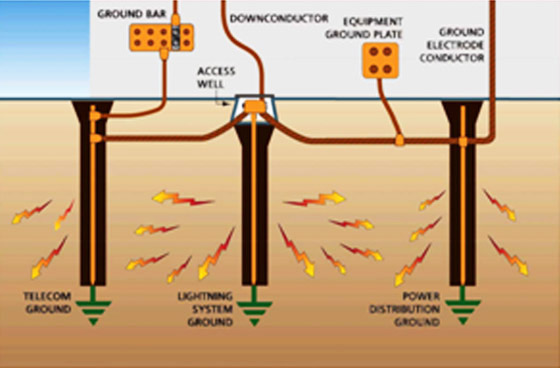 GROUND BAR
DOWNCONDUCTOR
EQUIPMENT
GROUND PLATE
GROUND
ELECTRODE
CONDUCTOR
ACCESS
WELL
TELECOM
GROUND
LIGHTNING
SYSTEM
GROUND
POWER
DISTRIBUTION
GROUND